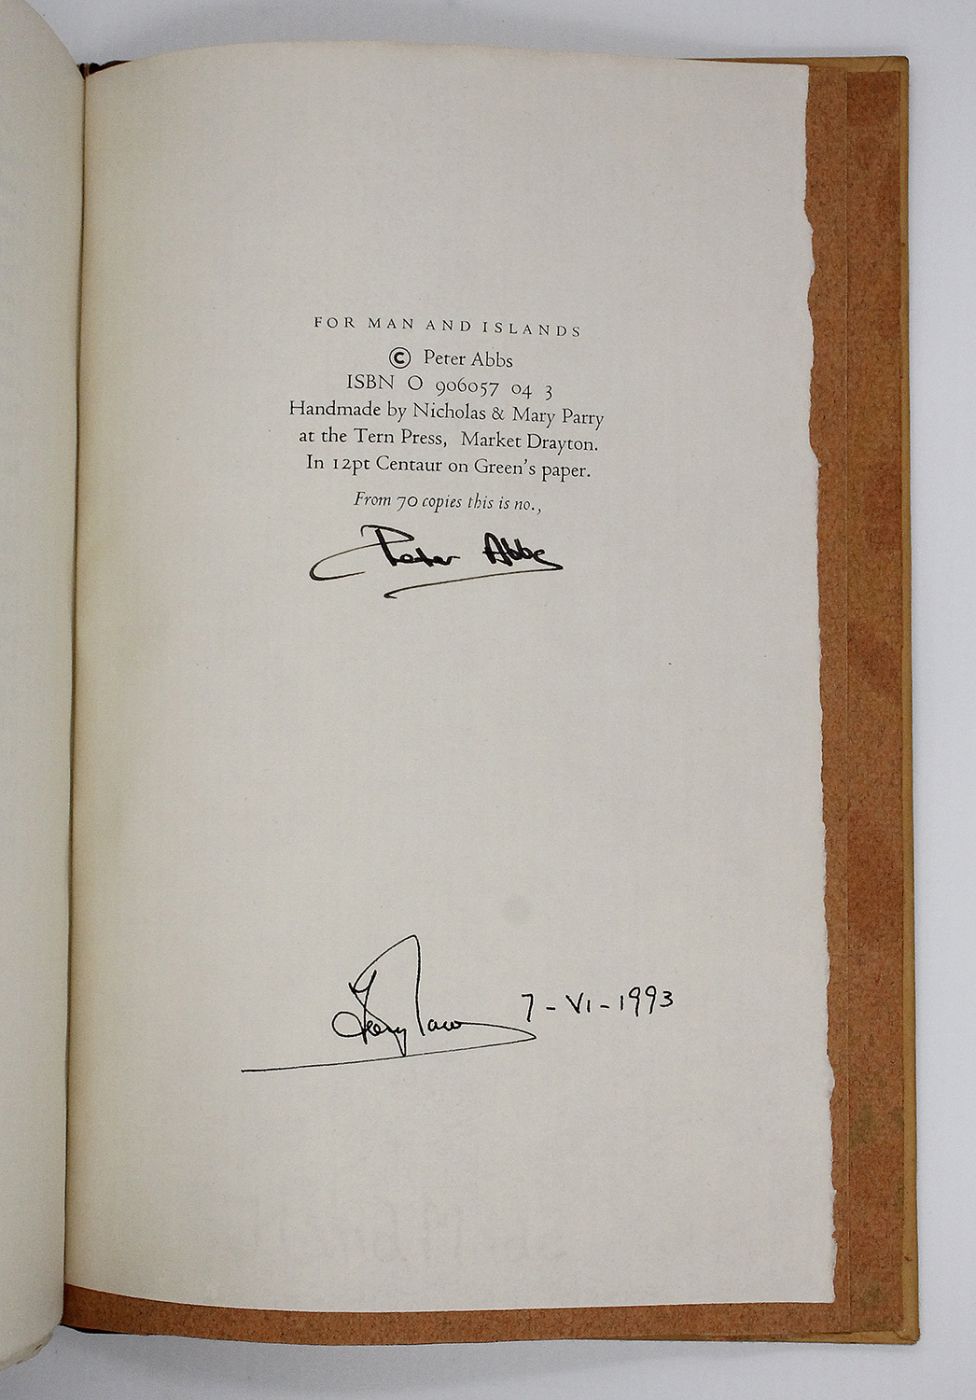 FOR MAN AND ISLANDS
© Peter Abbs
ISBN O 906057 04 3
Handmade by Nicholas & Mary Parry
at the Tern Press, Market Drayton.
In 12pt Centaur on Green's paper.
From 70 copies this is no.,
Peter Abbs
7-VI-1993